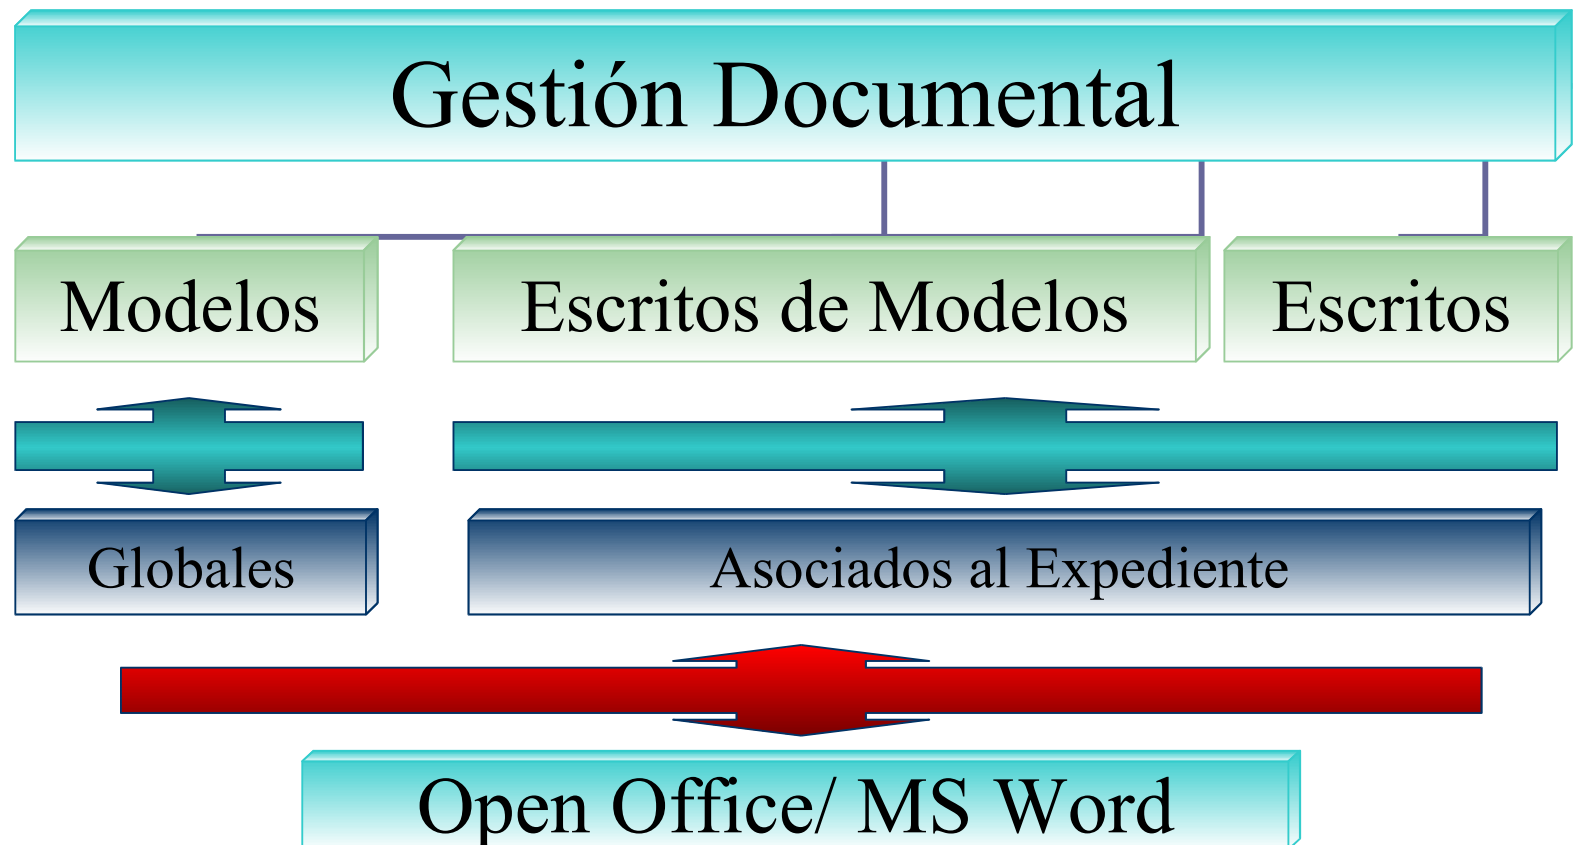 Gestión Documental
Modelos
Escritos de Modelos
Escritos
Globales
Asociados al Expediente
Open Office/ MS Word